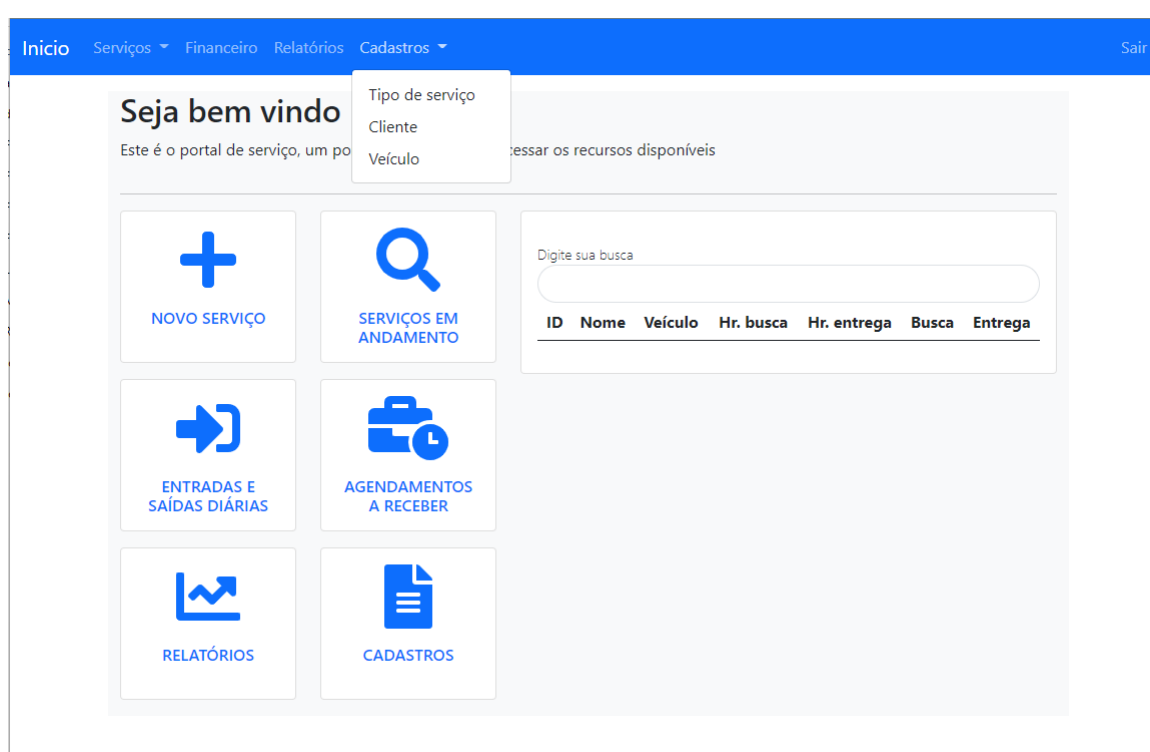 Inicio Serviços Financeiro Relatórios Cadastros Sair
Tipo de serviço
Cliente
Veículo
Seja bem vindo
Este é o portal de serviço, um po
essar os recursos disponíveis
NOVO SERVIÇO
SERVIÇOS EM
ANDAMENTO
ENTRADAS E
SAÍDAS DIÁRIAS
AGENDAMENTOS
A RECEBER
RELATÓRIOS
CADASTROS
Digite sua busca
ID Nome Veículo Hr. busca Hr. entrega Busca Entrega